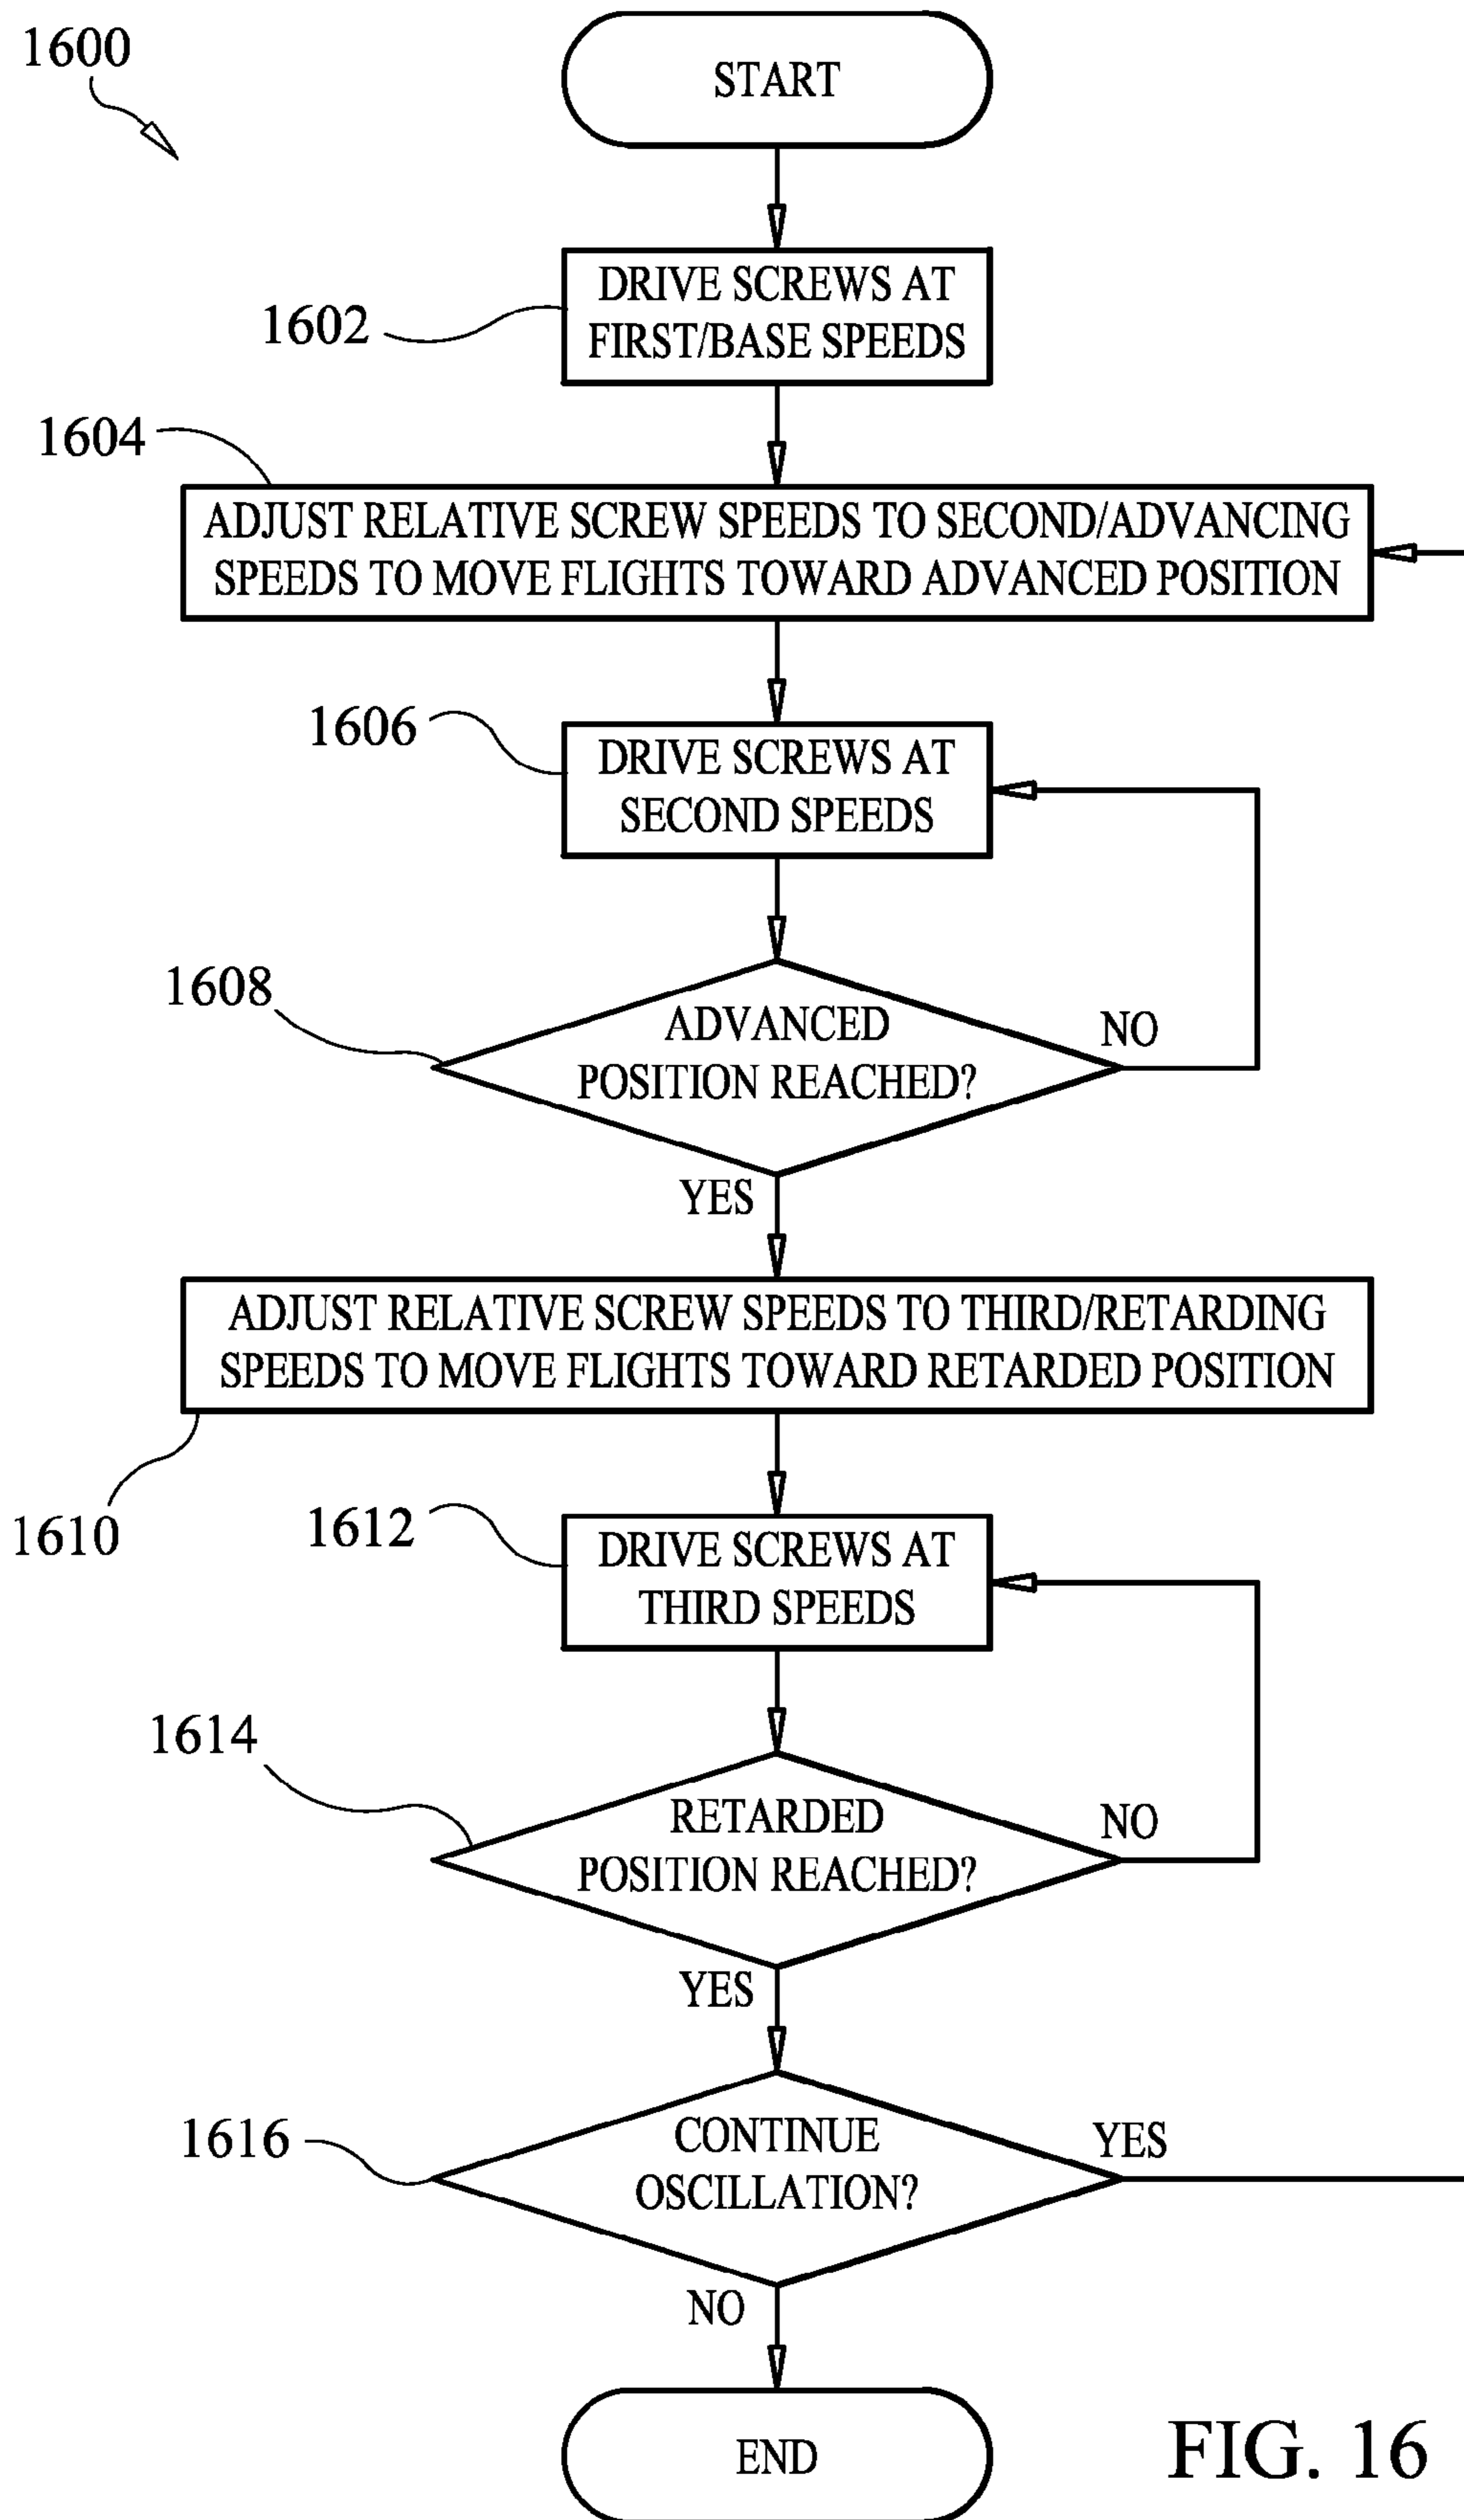 1600
START
1602
DRIVE SCREWS AT
FIRST/BASE SPEEDS
1604
ADJUST RELATIVE SCREW SPEEDS TO SECOND/ADVANCING
SPEEDS TO MOVE FLIGHTS TOWARD ADVANCED POSITION
1606
DRIVE SCREWS AT
SECOND SPEEDS
1608
ADVANCED
POSITION REACHED?
NO
YES
ADJUST RELATIVE SCREW SPEEDS TO THIRD/RETARDING
SPEEDS TO MOVE FLIGHTS TOWARD RETARDED POSITION
1610
1612
DRIVE SCREWS AT
THIRD SPEEDS
1614
RETARDED
POSITION REACHED?
NO
YES
1616
CONTINUE
OSCILLATION?
YES
NO
END
FIG. 16